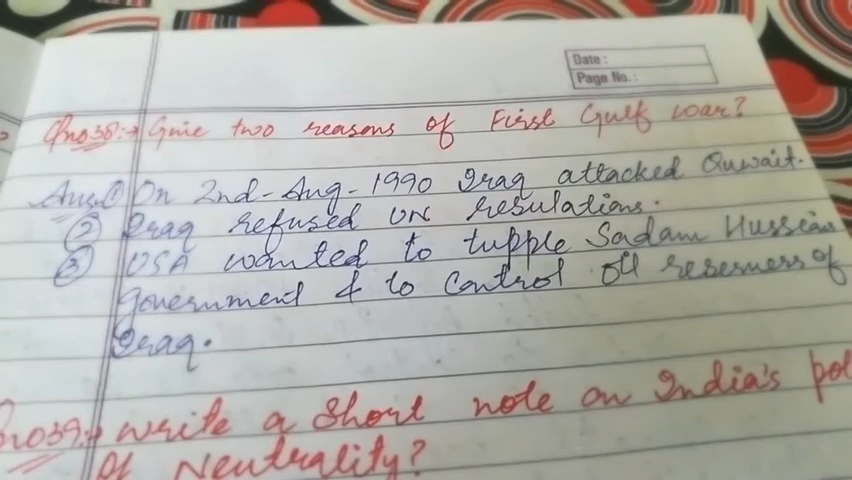 Date :
Page No. :
Qno38:→ Give two reasons of First Gulf war?
Ans① On 2nd-Aug-1990 Iraq attacked Quwait.
② Iraq refused UN resulations.
③ USA wanted to tupple Sadam Hussein
government & to control oil of
Iraq.
no39:→ Write a short note on India's pol
Of Neutrality?